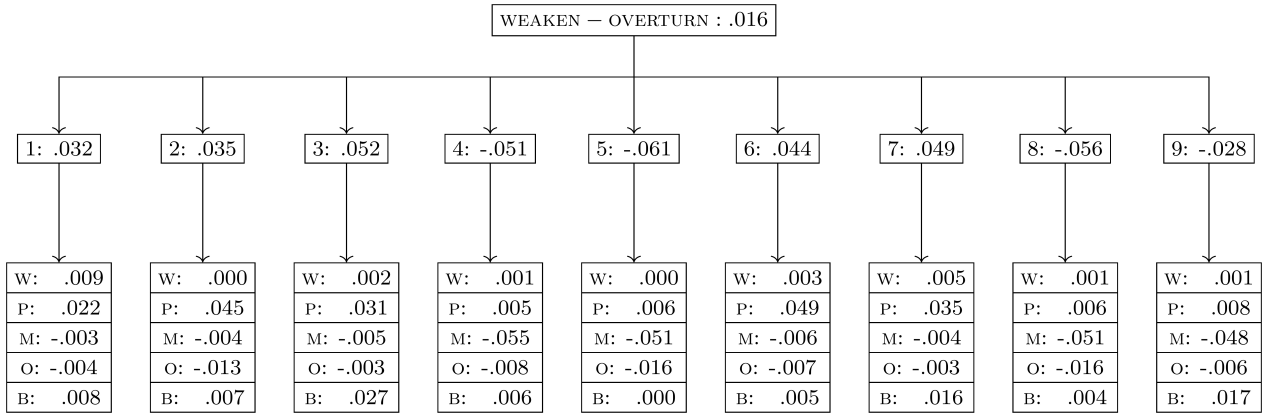 WEAKEN – OVERTURN : .016
1: .032 2: .035 3: .052 4: -.051 5: -.061 6: .044 7: .049 8: -.056 9: -.028
W: .009 W: .000 W: .002 W: .001 W: .000 W: .003 W: .005 W: .001 W: .001
P: .022 P: .045 P: .031 P: .005 P: .006 P: .049 P: .035 P: .006 P: .008
M: -.003 M: -.004 M: -.005 M: -.055 M: -.051 M: -.006 M: -.004 M: -.051 M: -.048
O: -.004 O: -.013 O: -.003 O: -.008 O: -.016 O: -.007 O: -.003 O: -.016 O: -.006
B: .008 B: .007 B: .027 B: .006 B: .000 B: .005 B: .016 B: .004 B: .017